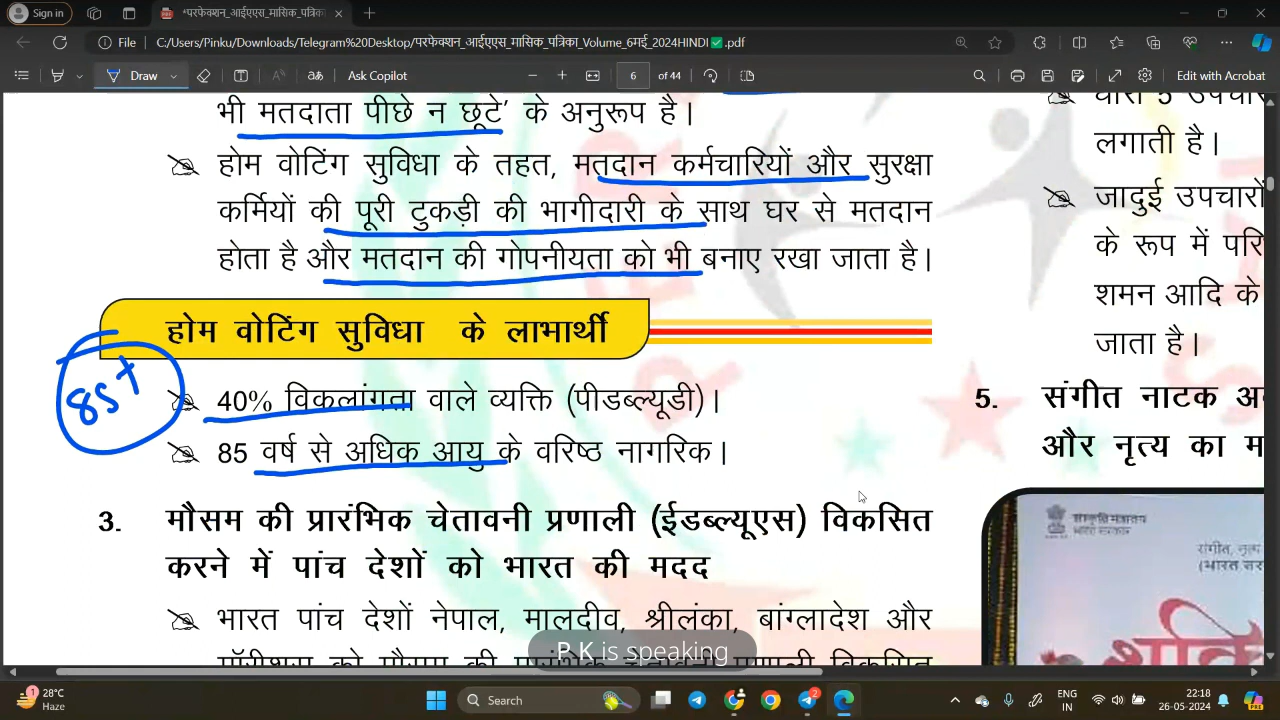 Sign in
*परफेक्शन_आईएएस_मासिक_पत्रिका
File C:/Users/Pinku/Downloads/Telegram%20Desktop/परफेक्शन_आईएएस_मासिक_पत्रिका_Volume_6मई_2024HINDI✅.pdf
Draw
Ask Copilot
6 of 44
Edit with Acrobat
भी मतदाता पीछे न छूटे’ के अनुरूप है।
होम वोटिंग सुविधा के तहत, मतदान कर्मचारियों और सुरक्षा
कर्मियों की पूरी टुकड़ी की भागीदारी के साथ घर से मतदान
होता है और मतदान की गोपनीयता को भी बनाए रखा जाता है।
होम वोटिंग सुविधा के लाभार्थी
85+
40% विकलांगता वाले व्यक्ति (पीडब्ल्यूडी)।
85 वर्ष से अधिक आयु के वरिष्ठ नागरिक।
3. मौसम की प्रारंभिक चेतावनी प्रणाली (ईडब्ल्यूएस) विकसित
करने में पांच देशों को भारत की मदद
भारत पांच देशों नेपाल, मालदीव, श्रीलंका, बांग्लादेश और
धारा 5 उपचार
लगाती है।
जादुई उपचारों
के रूप में परि
शमन आदि के
जाता है।
5. संगीत नाटक अ
और नृत्य का म
P.K is speaking
28°C
Haze
Search
ENG
IN
22:18
26-05-2024